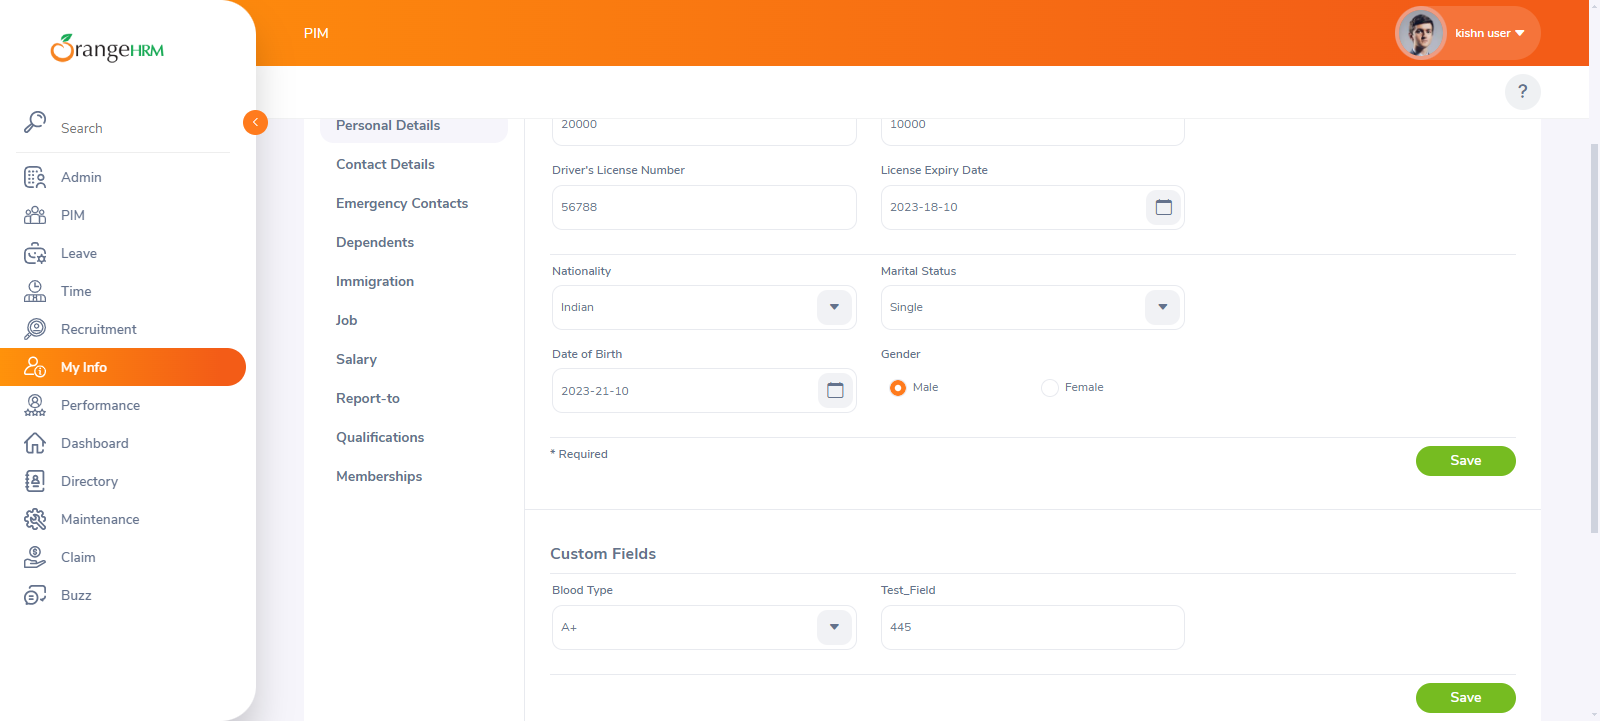 OrangeHRM
PIM
kishn user
?
Search
Admin
PIM
Leave
Time
Recruitment
My Info
Performance
Dashboard
Directory
Maintenance
Claim
Buzz
Personal Details
Contact Details
Emergency Contacts
Dependents
Immigration
Job
Salary
Report-to
Qualifications
Memberships
20000
10000
Driver's License Number
License Expiry Date
56788
2023-18-10
Nationality
Marital Status
Indian
Single
Date of Birth
Gender
2023-21-10
Male
Female
* Required
Save
Custom Fields
Blood Type
Test_Field
A+
445
Save